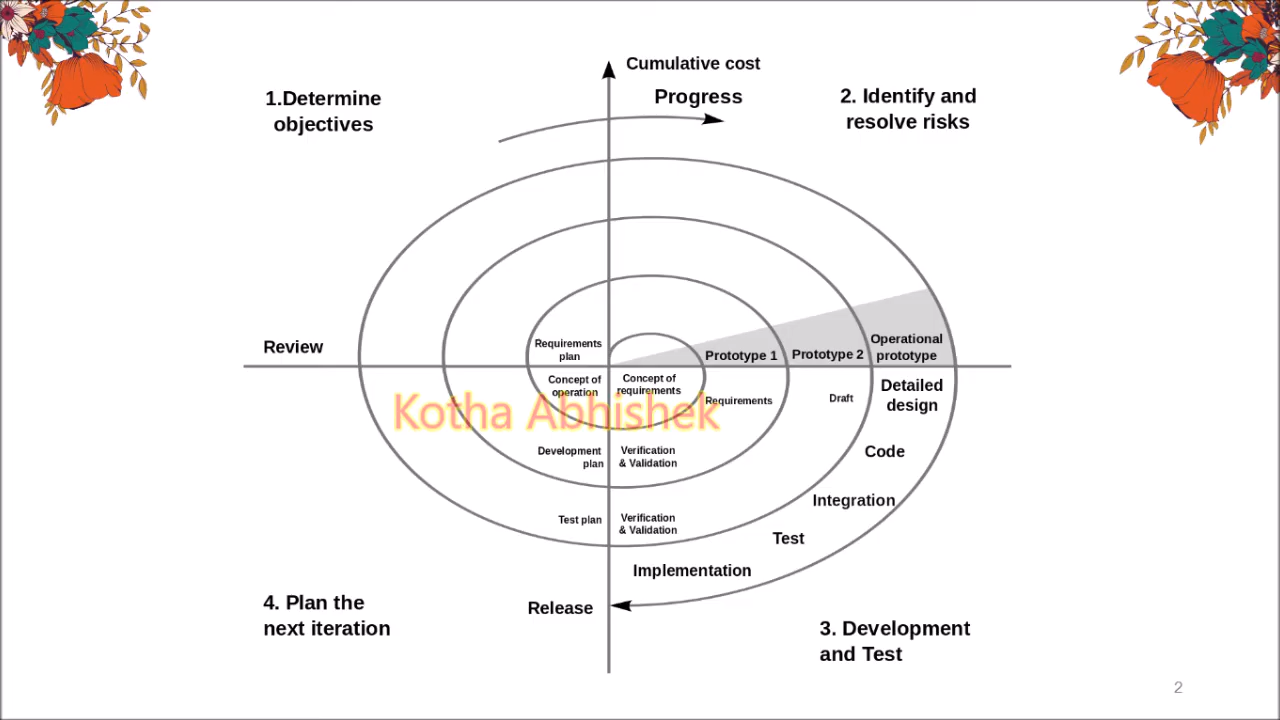 Cumulative cost
Progress
1.Determine
objectives
2. Identify and
resolve risks
Review
Requirements
plan
Prototype 1
Prototype 2
Operational
prototype
Concept of
operation
Concept of
requirements
Requirements
Draft
Detailed
design
Kotha Abhishek
Code
Development
plan
Verification
& Validation
Integration
Test plan
Verification
& Validation
Test
Implementation
Release
4. Plan the
next iteration
3. Development
and Test
2